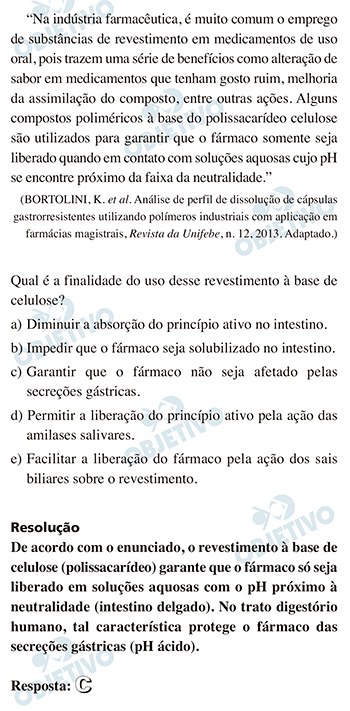 “Na indústria farmacêutica, é muito comum o emprego
de substâncias de revestimento em medicamentos de uso
oral, pois trazem uma série de benefícios como alteração de
sabor em medicamentos que tenham gosto ruim, melhoria
da assimilação do composto, entre outras ações. Alguns
compostos poliméricos à base do polissacarídeo celulose
são utilizados para garantir que o fármaco somente seja
liberado quando em contato com soluções aquosas cujo pH
se encontre próximo da faixa da neutralidade.”
(BORTOLINI, K. et al. Análise de perfil de dissolução de cápsulas
gastrorresistentes utilizando polímeros industriais com aplicação em
farmácias magistrais, Revista da Unifebe, n. 12, 2013. Adaptado.)
Qual é a finalidade do uso desse revestimento à base de
celulose?
a) Diminuir a absorção do princípio ativo no intestino.
b) Impedir que o fármaco seja solubilizado no intestino.
c) Garantir que o fármaco não seja afetado pelas
secreções gástricas.
d) Permitir a liberação do princípio ativo pela ação das
amilases salivares.
e) Facilitar a liberação do fármaco pela ação dos sais
biliares sobre o revestimento.
Resolução
De acordo com o enunciado, o revestimento à base de
celulose (polissacarídeo) garante que o fármaco só seja
liberado em soluções aquosas com o pH próximo à
neutralidade (intestino delgado). No trato digestório
humano, tal característica protege o fármaco das
secreções gástricas (pH ácido).
Resposta: C
OBJETIVO
OBJETIVO
OBJETIVO
OBJETIVO
OBJETIVO
OBJETIVO
OBJETIVO
OBJETIVO
OBJETIVO